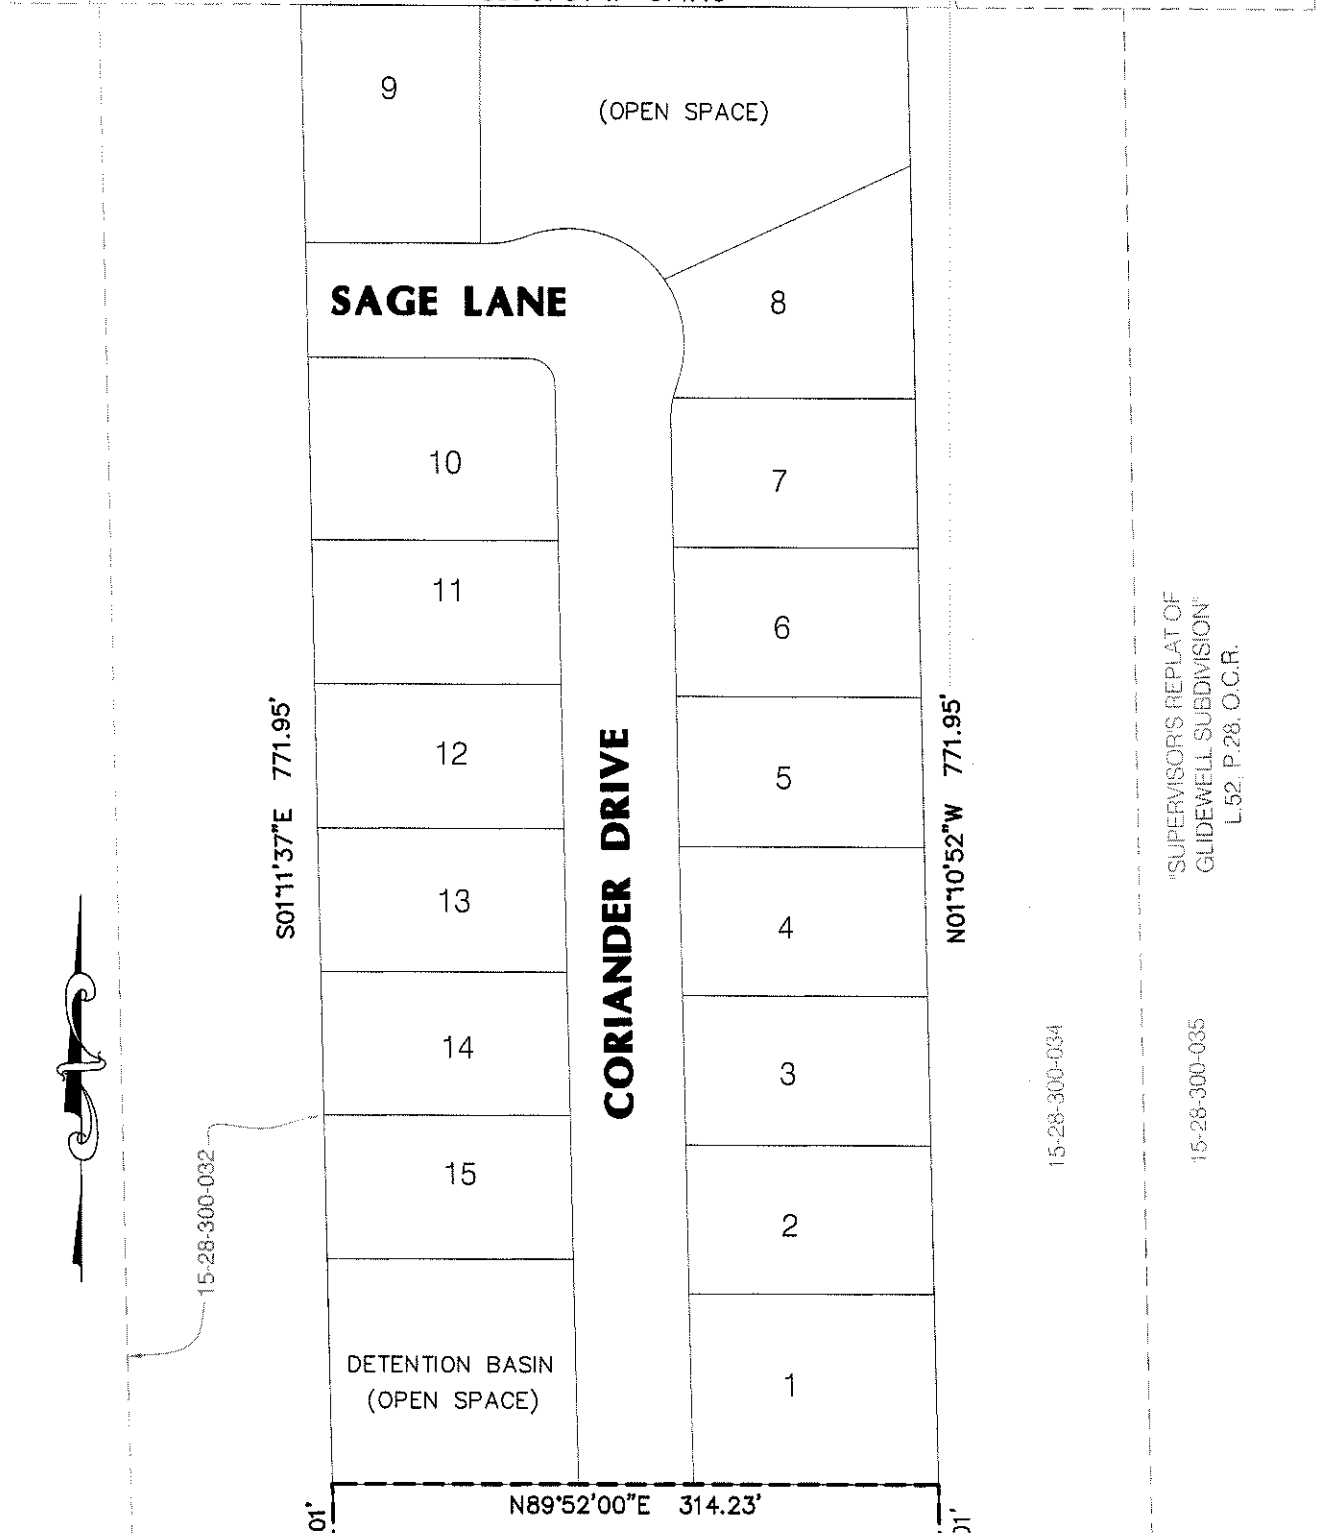 9
(OPEN SPACE)
SAGE LANE
8
10
7
11
6
12
5
S01°11'37"E 771.95'
N01°10'52"W 771.95'
"SUPERVISOR'S REPLAT OF
GLIDEWELL SUBDIVISION"
L.52, P.28, O.C.R.
CORIANDER DRIVE
13
4
14
3
15-28-300-034
15-28-300-035
15
15-28-300-032
2
DETENTION BASIN
(OPEN SPACE)
1
N89°52'00"E 314.23'
01'
01'